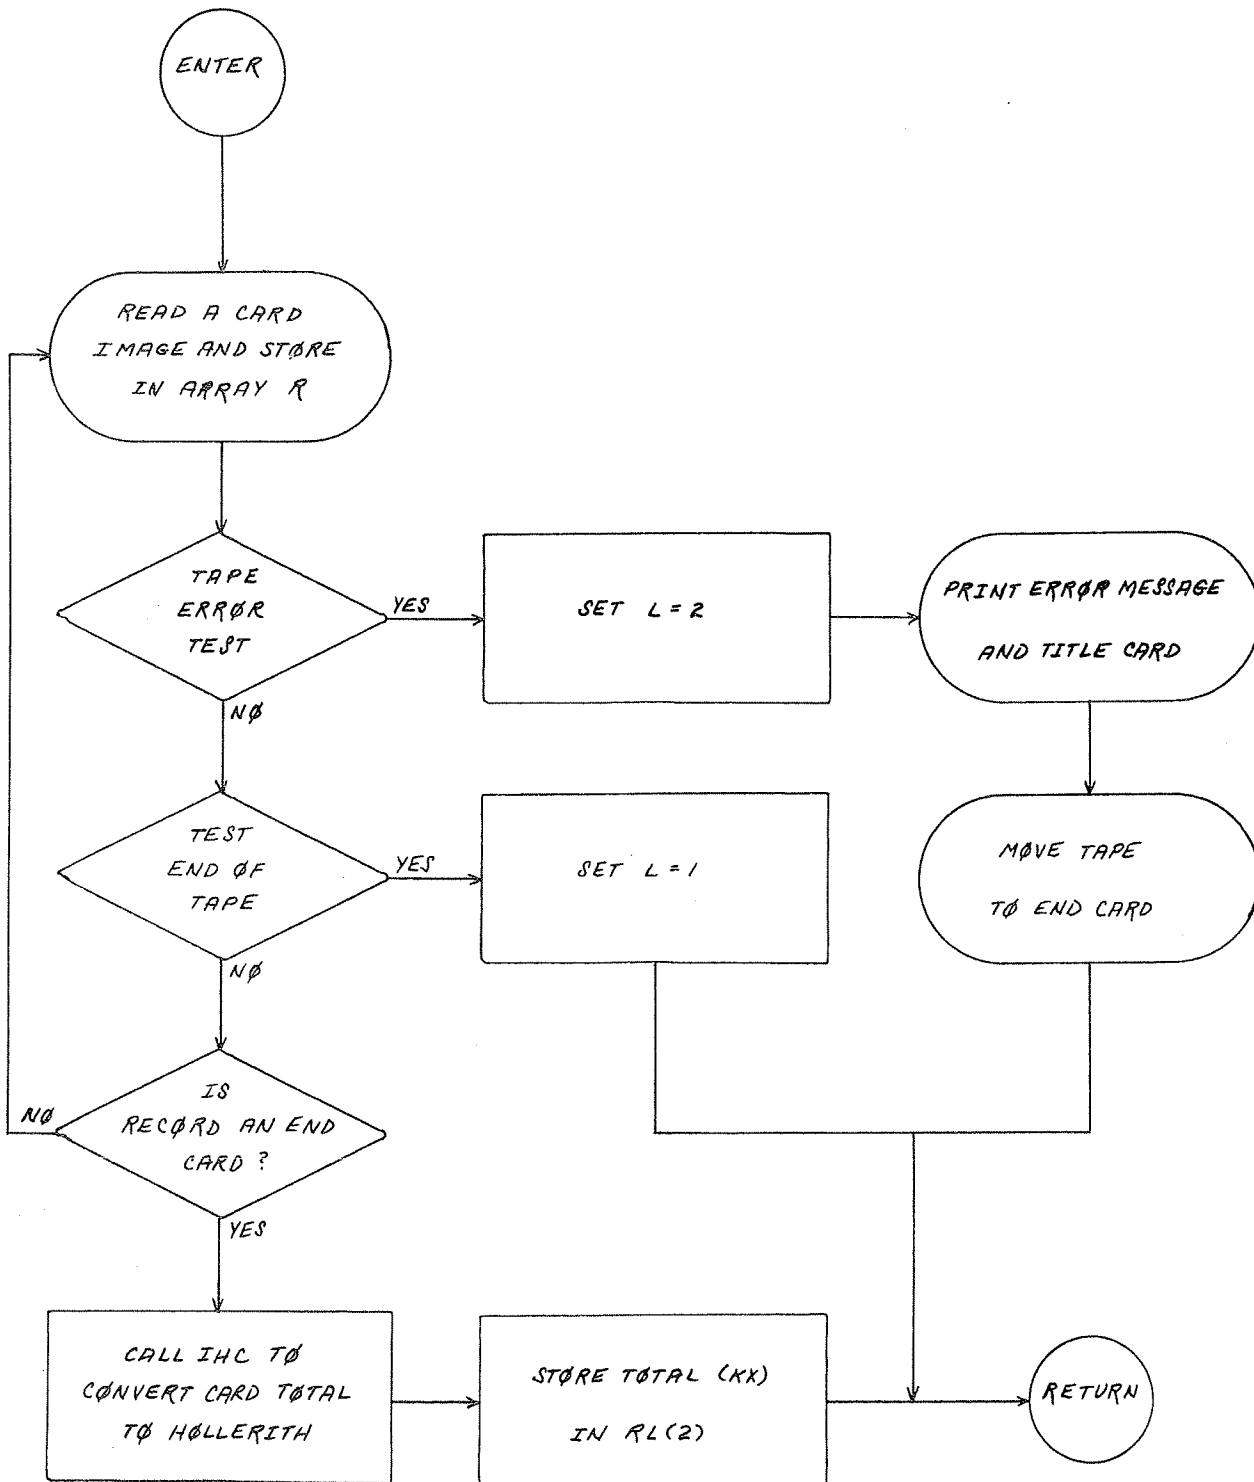 ENTER
READ A CARD
IMAGE AND STØRE
IN ARRAY R
TAPE
ERRØR
TEST
YES
SET L = 2
PRINT ERRØR MESSAGE
AND TITLE CARD
NØ
TEST
END ØF
TAPE
YES
SET L = 1
MØVE TAPE
TØ END CARD
NØ
IS
RECØRD AN END
CARD ?
NØ
YES
CALL IHC TØ
CØNVERT CARD TØTAL
TØ HØLLERITH
STØRE TØTAL (KX)
IN RL(2)
RETURN